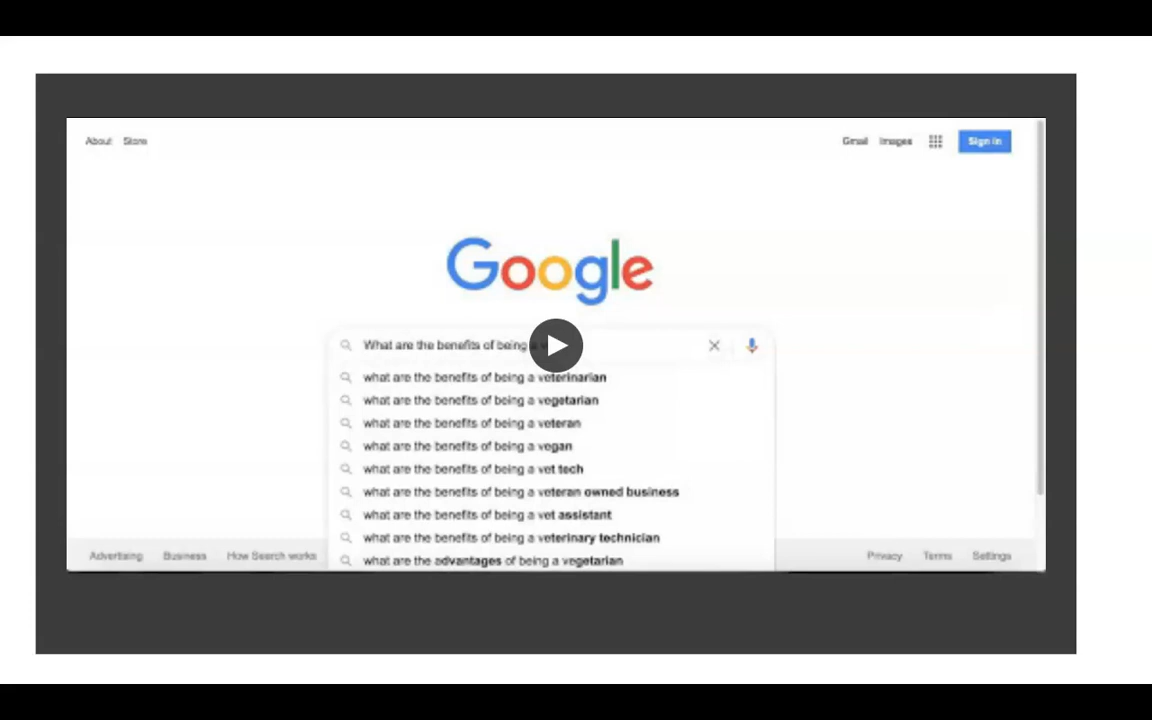 About Store Gmail Images Sign in
Google
What are the benefits of being a
what are the benefits of being a veterinarian
what are the benefits of being a vegetarian
what are the benefits of being a veteran
what are the benefits of being a vegan
what are the benefits of being a vet tech
what are the benefits of being a veteran owned business
what are the benefits of being a vet assistant
what are the benefits of being a veterinary technician
what are the advantages of being a vegetarian
Advertising Business How Search works Privacy Terms Settings